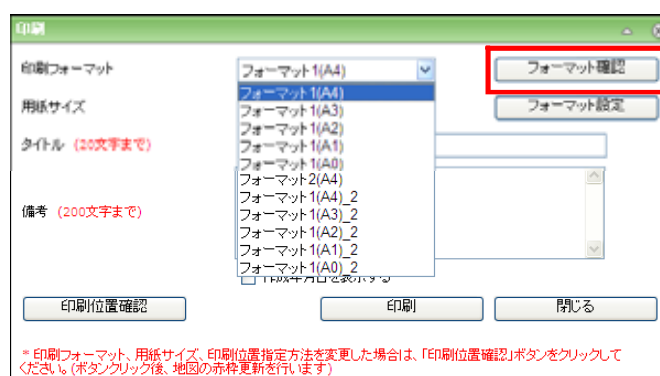 印刷
印刷フォーマット
フォーマット1(A4)
フォーマット確認
フォーマット1(A4)
フォーマット1(A3)
フォーマット1(A2)
フォーマット1(A1)
フォーマット1(A0)
フォーマット2(A4)
フォーマット1(A4)_2
フォーマット1(A3)_2
フォーマット1(A2)_2
フォーマット1(A1)_2
フォーマット1(A0)_2
用紙サイズ
フォーマット設定
タイトル (20文字まで)
備考 (200文字まで)
作成年月日を表示する
印刷位置確認
印刷
閉じる
* 印刷フォーマット、用紙サイズ、印刷位置指定方法を変更した場合は、「印刷位置確認」ボタンをクリックして
ください。(ボタンクリック後、地図の赤枠更新を行います)